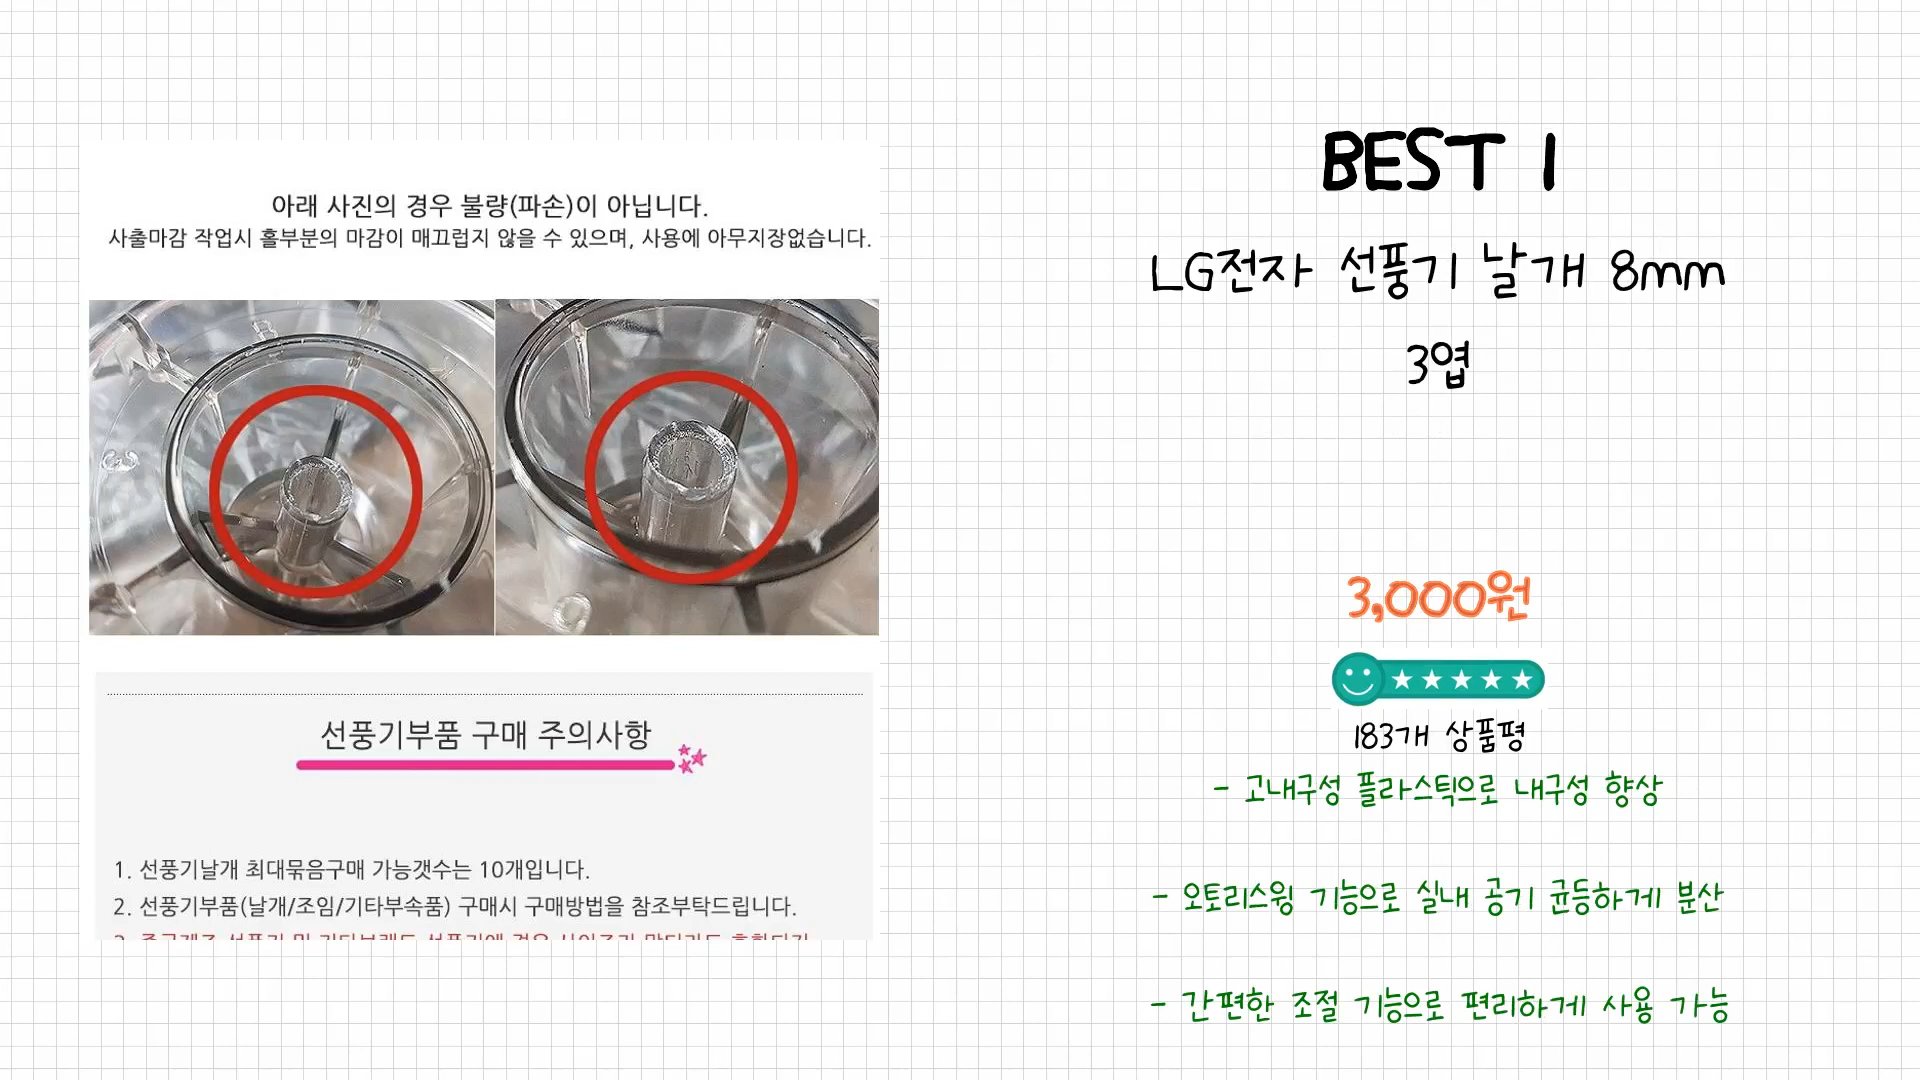 아래 사진의 경우 불량(파손)이 아닙니다.
사출마감 작업시 홀부분의 마감이 매끄럽지 않을 수 있으며, 사용에 아무지장없습니다.
선풍기부품 구매 주의사항
1. 선풍기날개 최대묶음구매 가능갯수는 10개입니다.
2. 선풍기부품(날개/조임/기타부속품) 구매시 구매방법을 참조부탁드립니다.
BEST 1
LG전자 선풍기 날개 8mm
3엽
3,000원
183개 상품평
- 고내구성 플라스틱으로 내구성 향상
- 오토리스윙 기능으로 실내 공기 균등하게 분산
- 간편한 조절 기능으로 편리하게 사용 가능